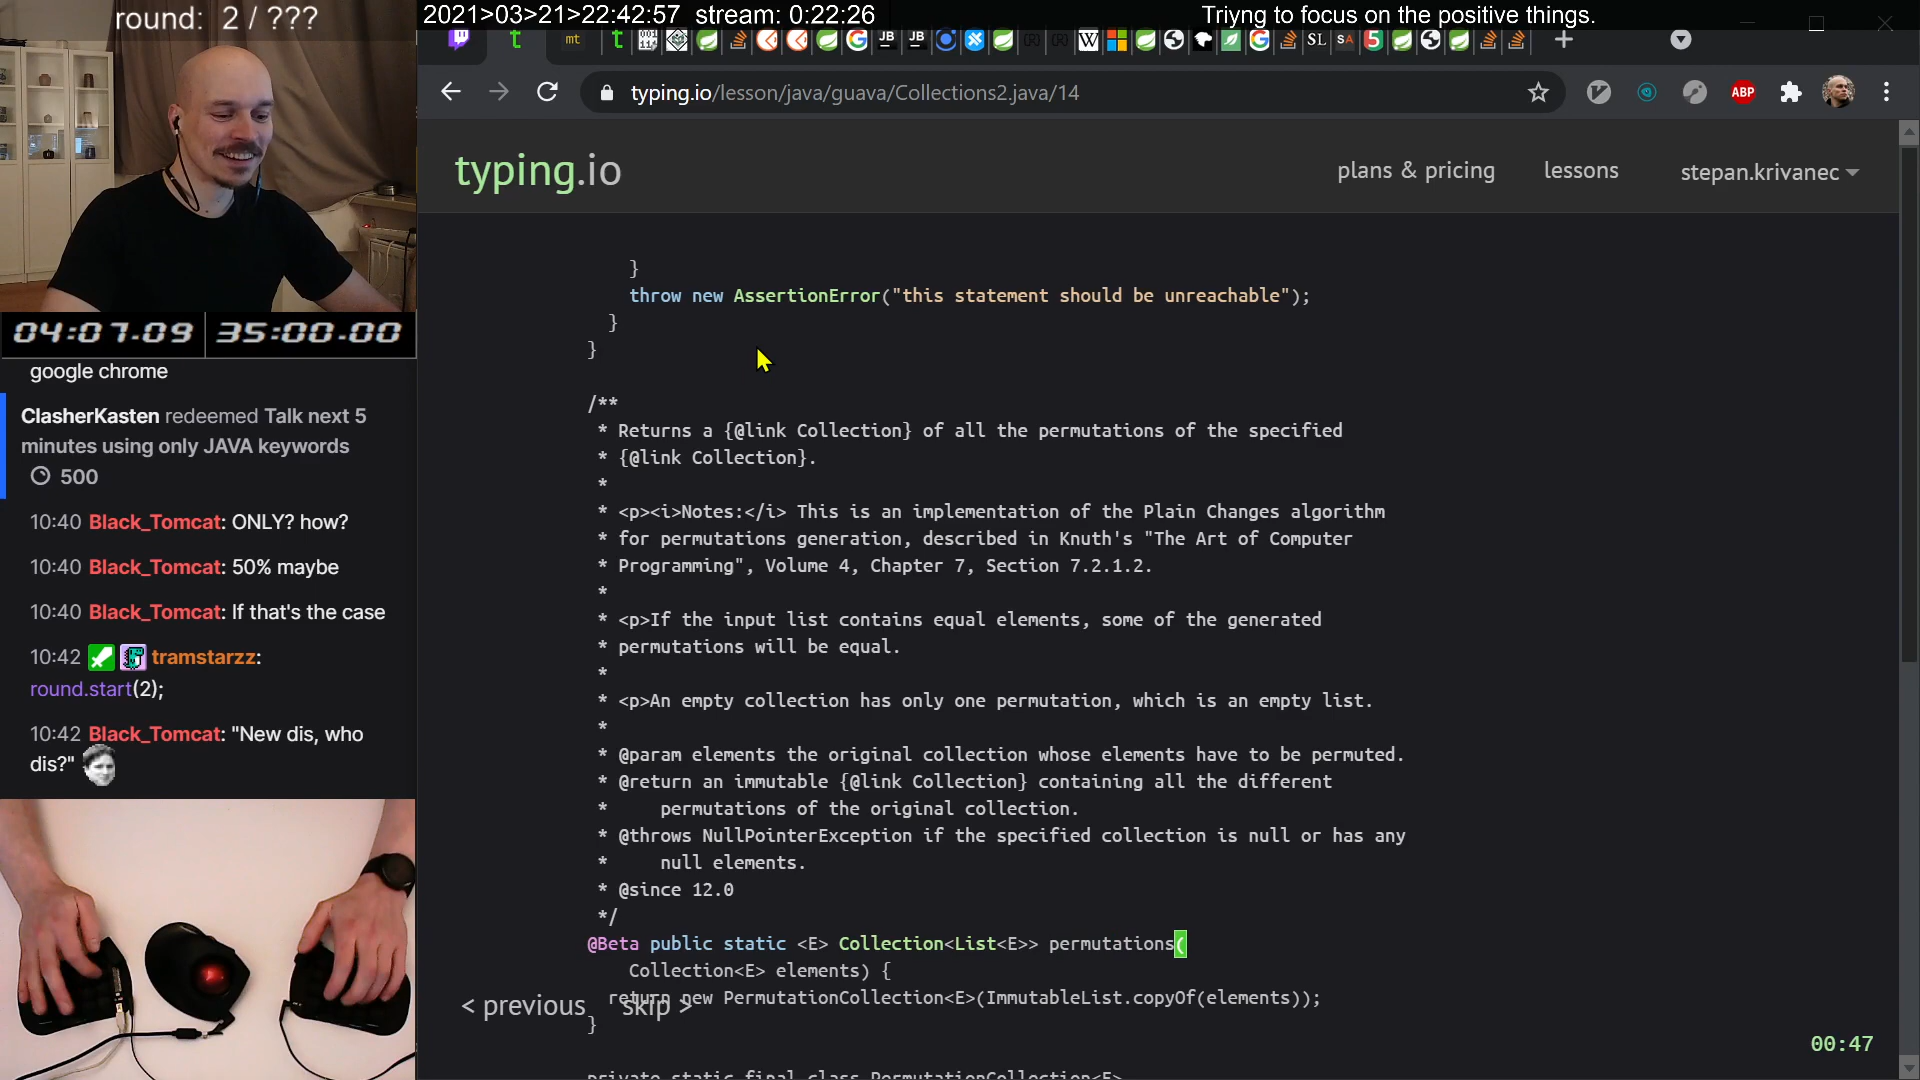 round: 2 / ???
2021>03>21>22:42:57 stream: 0:22:26
Triyng to focus on the positive things.
typing.io/lesson/java/guava/Collections2.java/14
ABP
typing.io
plans & pricing
lessons
stepan.krivanec
04:07.09
35:00.00
google chrome
ClasherKasten redeemed Talk next 5
minutes using only JAVA keywords
500
10:40 Black_Tomcat: ONLY? how?
10:40 Black_Tomcat: 50% maybe
10:40 Black_Tomcat: If that's the case
10:42 tramstarzz:
round.start(2);
10:42 Black_Tomcat: "New dis, who
dis?"
}
throw new AssertionError("this statement should be unreachable");
}
}
/**
* Returns a {@link Collection} of all the permutations of the specified
* {@link Collection}.
*
* <p><i>Notes:</i> This is an implementation of the Plain Changes algorithm
* for permutations generation, described in Knuth's "The Art of Computer
* Programming", Volume 4, Chapter 7, Section 7.2.1.2.
*
* <p>If the input list contains equal elements, some of the generated
* permutations will be equal.
*
* <p>An empty collection has only one permutation, which is an empty list.
*
* @param elements the original collection whose elements have to be permuted.
* @return an immutable {@link Collection} containing all the different
* permutations of the original collection.
* @throws NullPointerException if the specified collection is null or has any
* null elements.
* @since 12.0
*/
@Beta public static <E> Collection<List<E>> permutations(
Collection<E> elements) {
return new PermutationCollection<E>(ImmutableList.copyOf(elements));
}
private static final class PermutationCollection<E>
< previous
skip >
00:47